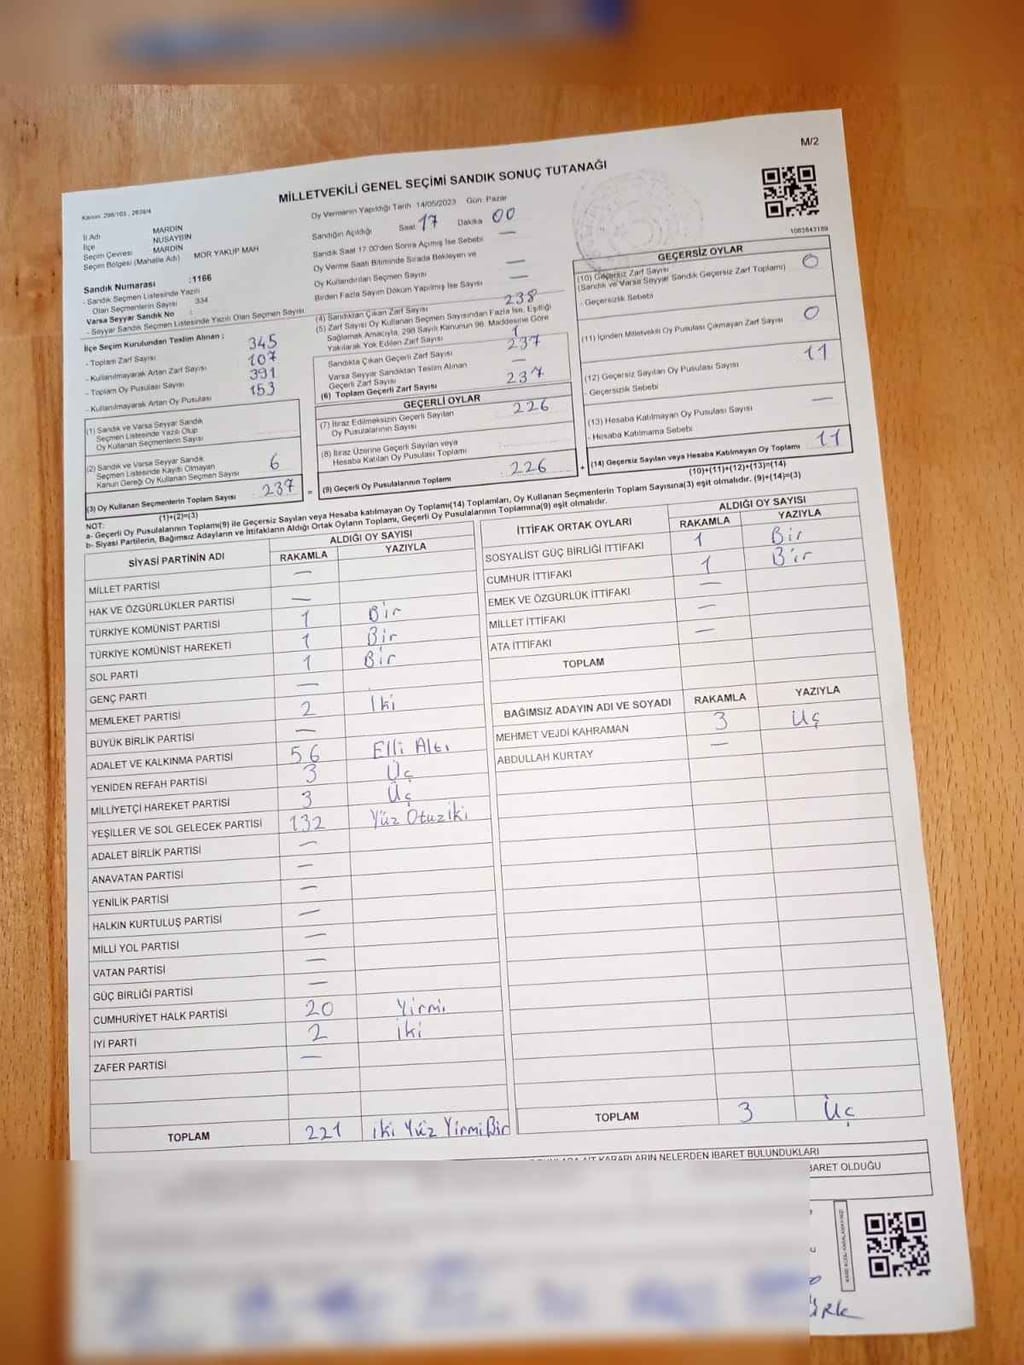 M/2
MİLLETVEKİLİ GENEL SEÇİMİ SANDIK SONUÇ TUTANAĞI
Kanun: 298/103 , 2839/4
İl Adı MARDİN
İlçe NUSAYBİN
Seçim Çevresi MARDİN
Seçim Bölgesi (Mahalle Adı) MOR YAKUP MAH
Sandık Numarası :1166
- Sandık Seçmen Listesinde Yazılı
Olan Seçmenlerin Sayısı 334
Varsa Seyyar Sandık No :
- Seyyar Sandık Seçmen Listesinde Yazılı Olan Seçmen Sayısı
İlçe Seçim Kurulundan Teslim Alınan : 345
- Toplam Zarf Sayısı 107
- Kullanılmayarak Artan Zarf Sayısı 391
- Toplam Oy Pusulası Sayısı 153
- Kullanılmayarak Artan Oy Pusulası
(1) Sandık ve Varsa Seyyar Sandık
Seçmen Listesinde Yazılı Olup
Oy Kullanan Seçmenlerin Sayısı
(2) Sandık ve Varsa Seyyar Sandık
Seçmen Listesinde Kaydı Olmayan
Kanun Gereği Oy Kullanan Seçmen Sayısı 6
(3) Oy Kullanan Seçmenlerin Toplam Sayısı 237
(1)+(2)=(3)
Oy Vermenin Yapıldığı Tarih 14/05/2023 Gün Pazar
Sandığın Açıldığı Saat 17 Dakika 00
Sandık Saat 17:00'den Sonra Açılmış İse Sebebi —
Oy Verme Saati Bitiminde Sırada Bekleyen ve
Oy Kullandırılan Seçmen Sayısı —
Birden Fazla Sayım Döküm Yapılmış İse Sayısı —
(4) Sandıktan Çıkan Zarf Sayısı 238
(5) Zarf Sayısı Oy Kullanan Seçmen Sayısından Fazla İse, Eşitliği
Sağlamak Amacıyla, 298 Sayılı Kanunun 98. Maddesine Göre
Yakılarak Yok Edilen Zarf Sayısı 1
Sandıkta Çıkan Geçerli Zarf Sayısı 237
Varsa Seyyar Sandıktan Teslim Alınan
Geçerli Zarf Sayısı —
(6) Toplam Geçerli Zarf Sayısı 237
GEÇERLİ OYLAR
(7) İtiraz Edilmeksizin Geçerli Sayılan
Oy Pusulalarının Sayısı 226
(8) İtiraz Üzerine Geçerli Sayılan veya
Hesaba Katılan Oy Pusulası Toplamı
(9) Geçerli Oy Pusulalarının Toplamı 226
1083843189
GEÇERSİZ OYLAR
(10) Geçersiz Zarf Sayısı
(Sandık ve Varsa Seyyar Sandık Geçersiz Zarf Toplamı) 0
- Geçersizlik Sebebi
(11) İçinden Milletvekili Oy Pusulası Çıkmayan Zarf Sayısı 0
(12) Geçersiz Sayılan Oy Pusulası Sayısı 11
- Geçersizlik Sebebi
(13) Hesaba Katılmayan Oy Pusulası Sayısı —
- Hesaba Katılmama Sebebi
(14) Geçersiz Sayılan veya Hesaba Katılmayan Oy Toplamı 11
(10)+(11)+(12)+(13)=(14)
NOT:
a- Geçerli Oy Pusulalarının Toplamı(9) ile Geçersiz Sayılan veya Hesaba katılmayan Oy Toplamı(14) Toplamları, Oy Kullanan Seçmenlerin Toplam Sayısına(3) eşit olmalıdır. (9)+(14)=(3)
b- Siyasi Partilerin, Bağımsız Adayların ve İttifakların Aldığı Ortak Oyların Toplamı, Geçerli Oy Pusulalarının Toplamına(9) eşit olmalıdır.
SİYASİ PARTİNİN ADI ALDIĞI OY SAYISI
RAKAMLA YAZIYLA
MİLLET PARTİSİ —
HAK VE ÖZGÜRLÜKLER PARTİSİ —
TÜRKİYE KOMÜNİST PARTİSİ 1 Bir
TÜRKİYE KOMÜNİST HAREKETİ 1 Bir
SOL PARTİ 1 Bir
GENÇ PARTİ —
MEMLEKET PARTİSİ 2 İki
BÜYÜK BİRLİK PARTİSİ —
ADALET VE KALKINMA PARTİSİ 56 Elli Altı
YENİDEN REFAH PARTİSİ 3 Üç
MİLLİYETÇİ HAREKET PARTİSİ 3 Üç
YEŞİLLER VE SOL GELECEK PARTİSİ 132 Yüz Otuziki
ADALET BİRLİK PARTİSİ —
ANAVATAN PARTİSİ —
YENİLİK PARTİSİ —
HALKIN KURTULUŞ PARTİSİ —
MİLLİ YOL PARTİSİ —
VATAN PARTİSİ —
GÜÇ BİRLİĞİ PARTİSİ —
CUMHURİYET HALK PARTİSİ 20 Yirmi
İYİ PARTİ 2 iki
ZAFER PARTİSİ —
TOPLAM 221 iki Yüz YirmiBir
İTTİFAK ORTAK OYLARI ALDIĞI OY SAYISI
RAKAMLA YAZIYLA
SOSYALİST GÜÇ BİRLİĞİ İTTİFAKI 1 Bir
CUMHUR İTTİFAKI 1 Bir
EMEK VE ÖZGÜRLÜK İTTİFAKI —
MİLLET İTTİFAKI —
ATA İTTİFAKI —
TOPLAM
BAĞIMSIZ ADAYIN ADI VE SOYADI RAKAMLA YAZIYLA
MEHMET VEJDİ KAHRAMAN 3 Üç
ABDULLAH KURTAY —
TOPLAM 3 Üç
KARARLARIN NELERDEN İBARET BULUNDUKLARI
İBARET OLDUĞU